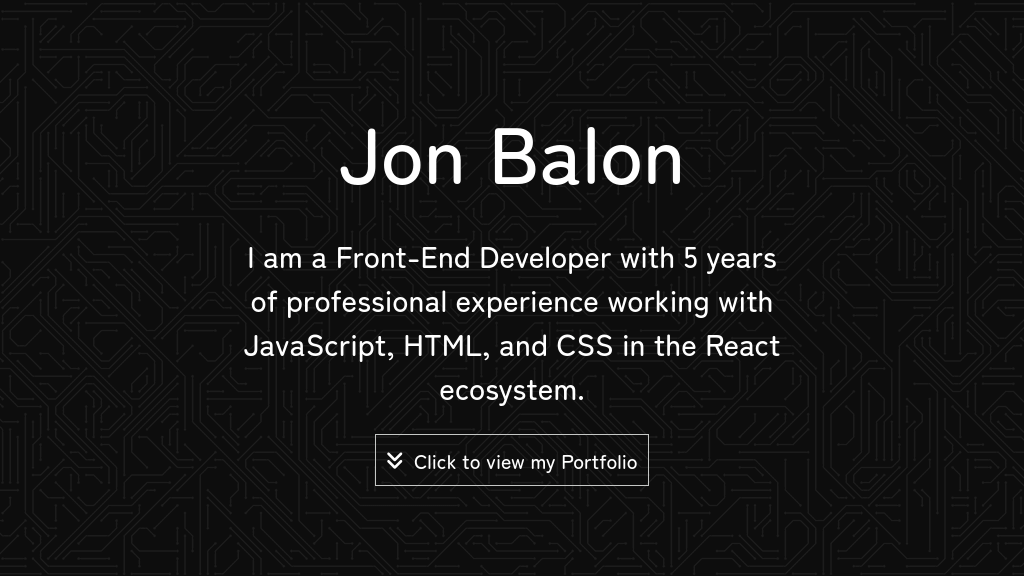 Jon Balon
I am a Front-End Developer with 5 years
of professional experience working with
JavaScript, HTML, and CSS in the React
ecosystem.
Click to view my Portfolio